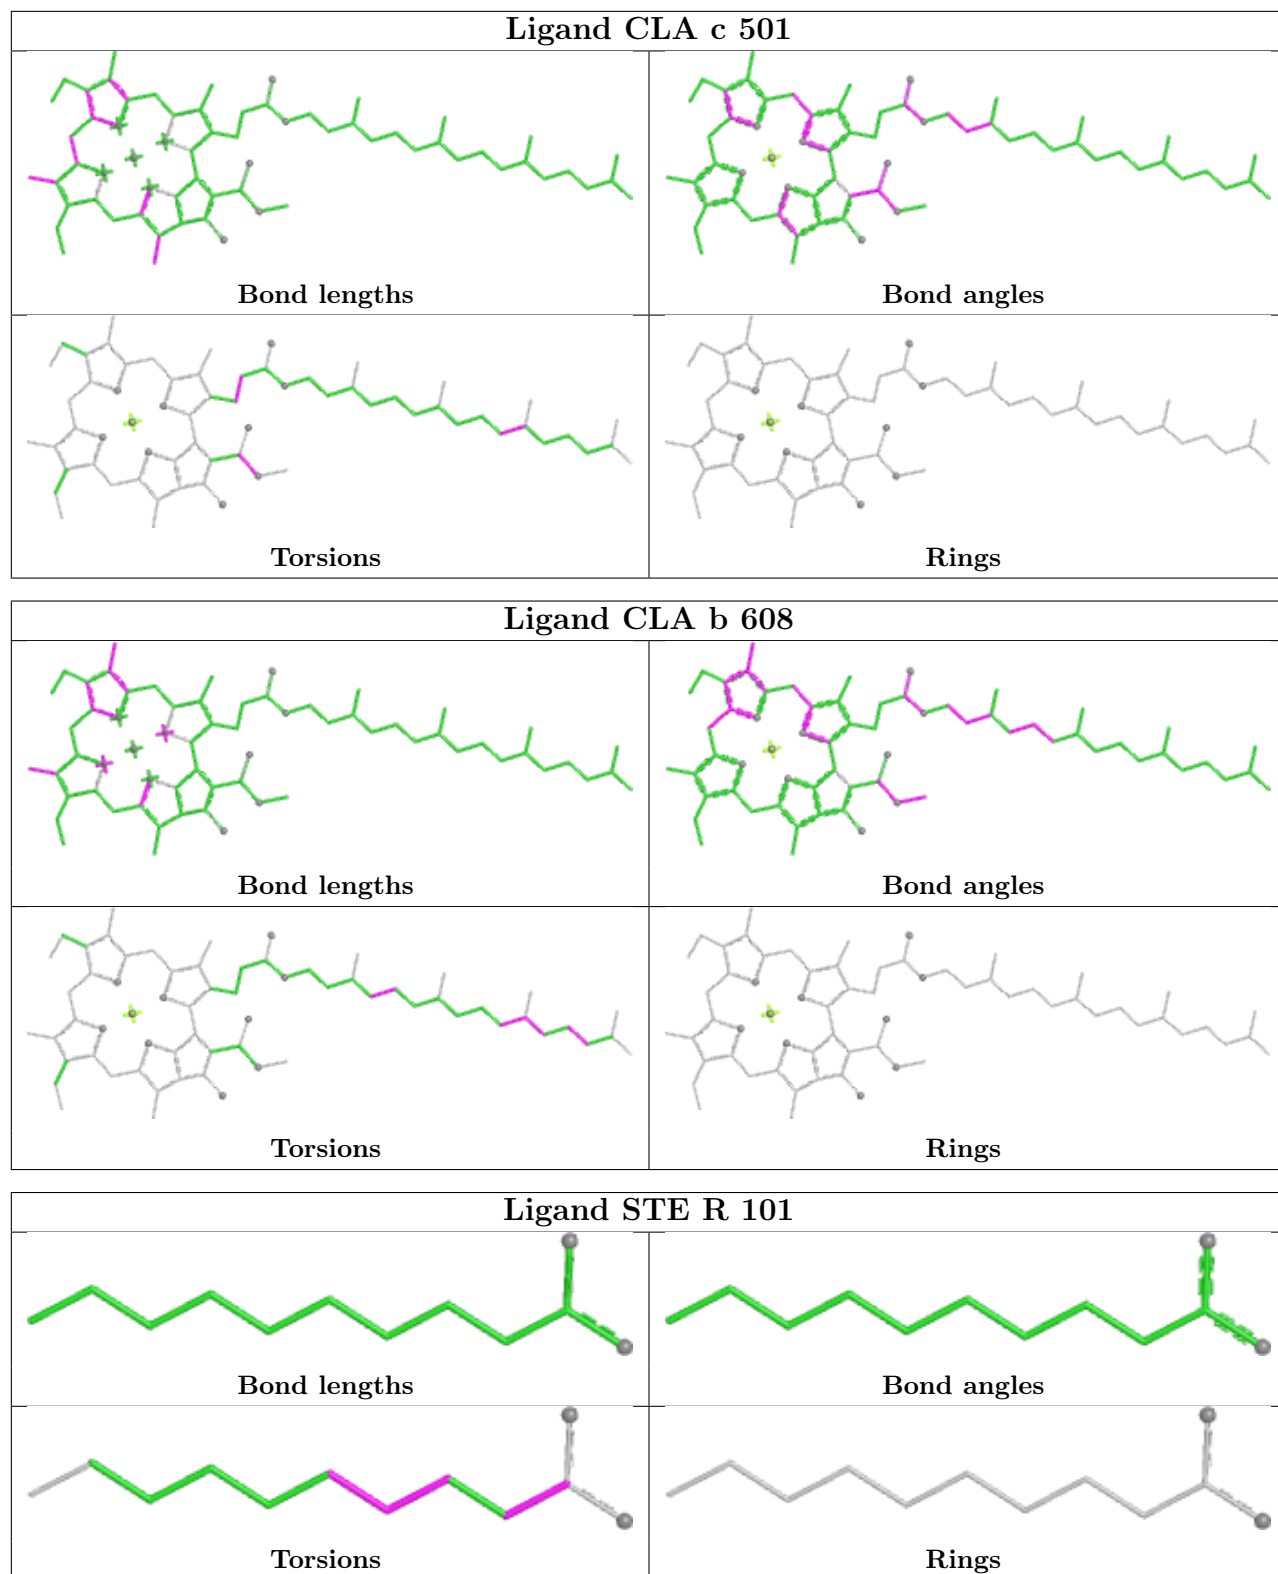 Ligand CLA c 501
Bond lengths
Bond angles
Torsions
Rings
Ligand CLA b 608
Bond lengths
Bond angles
Torsions
Rings
Ligand STE R 101
Bond lengths
Bond angles
Torsions
Rings